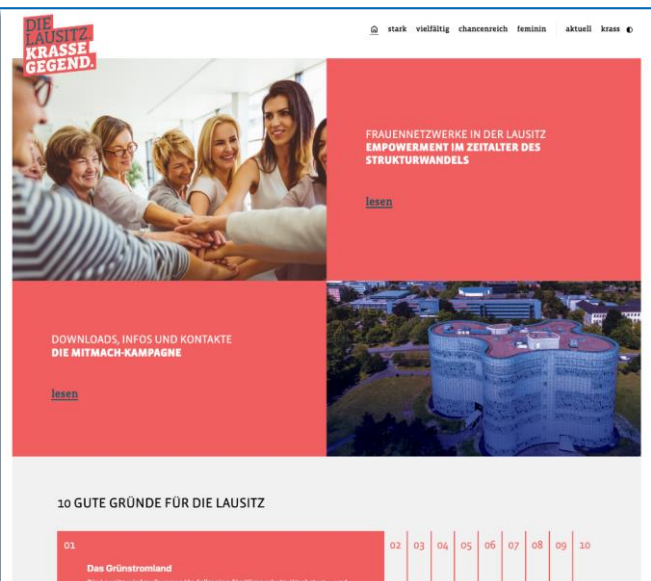 DIE
LAUSITZ.
KRASSE
GEGEND.
stark vielfältig chancenreich feminin aktuell krass
FRAUENNETZWERKE IN DER LAUSITZ
EMPOWERMENT IM ZEITALTER DES
STRUKTURWANDELS
lesen
DOWNLOADS, INFOS UND KONTAKTE
DIE MITMACH-KAMPAGNE
lesen
10 GUTE GRÜNDE FÜR DIE LAUSITZ
01 02 03 04 05 06 07 08 09 10
Das Grünstromland